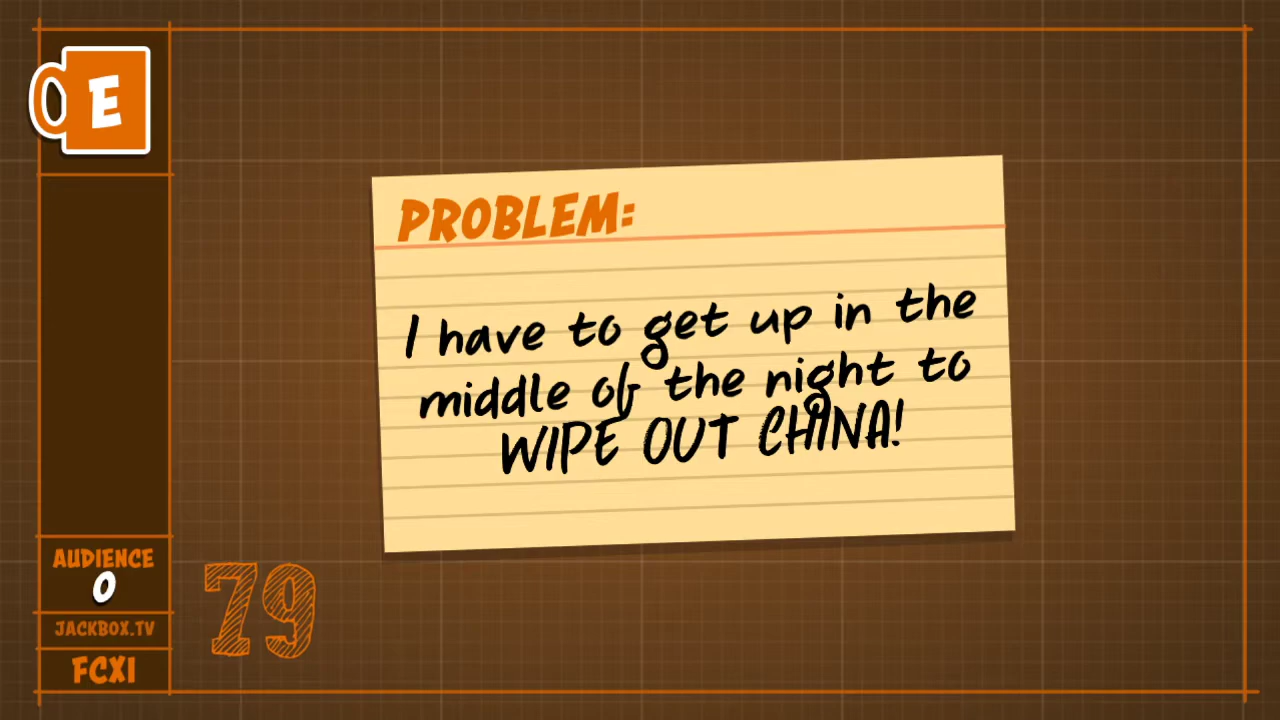 E
PROBLEM:
I have to get up in the
middle of the night to
WIPE OUT CHINA!
AUDIENCE
0
JACKBOX.TV
FCXI
79